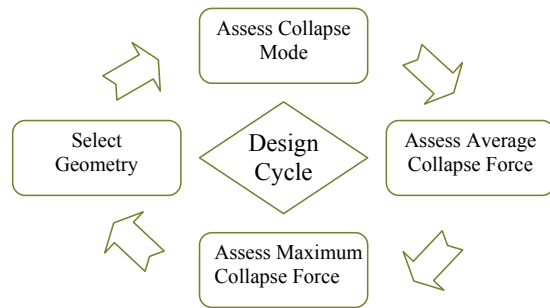 Assess Collapse
Mode
Select
Geometry
Design
Cycle
Assess Average
Collapse Force
Assess Maximum
Collapse Force